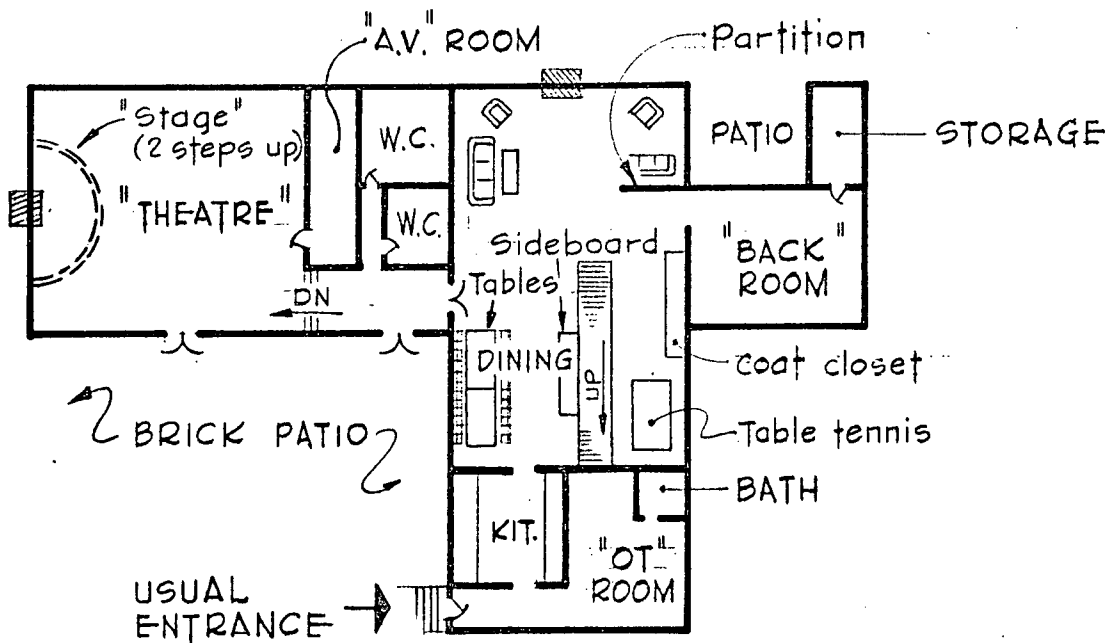 "A.V." ROOM
Partition
"Stage"
(2 steps up)
W.C.
PATIO
STORAGE
"THEATRE"
W.C.
Sideboard
"BACK"
ROOM
Tables
DN
DINING
UP
Coat closet
BRICK PATIO
Table tennis
BATH
KIT.
"OT"
ROOM
USUAL
ENTRANCE